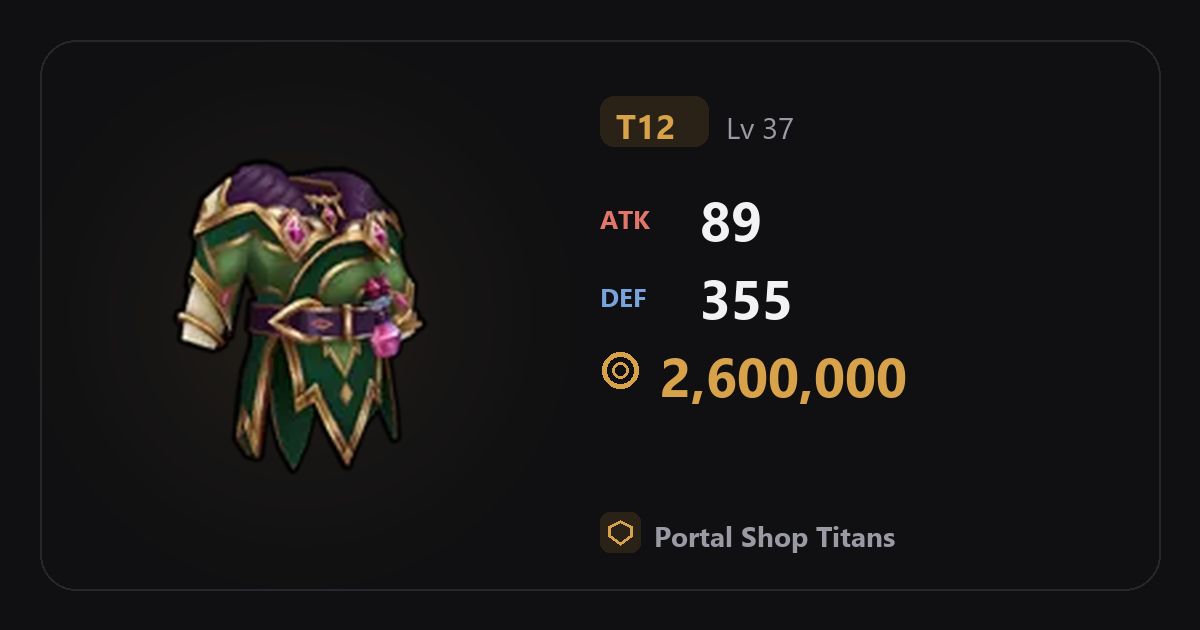 T12 Lv 37
ATK 89
DEF 355
2,600,000
Portal Shop Titans